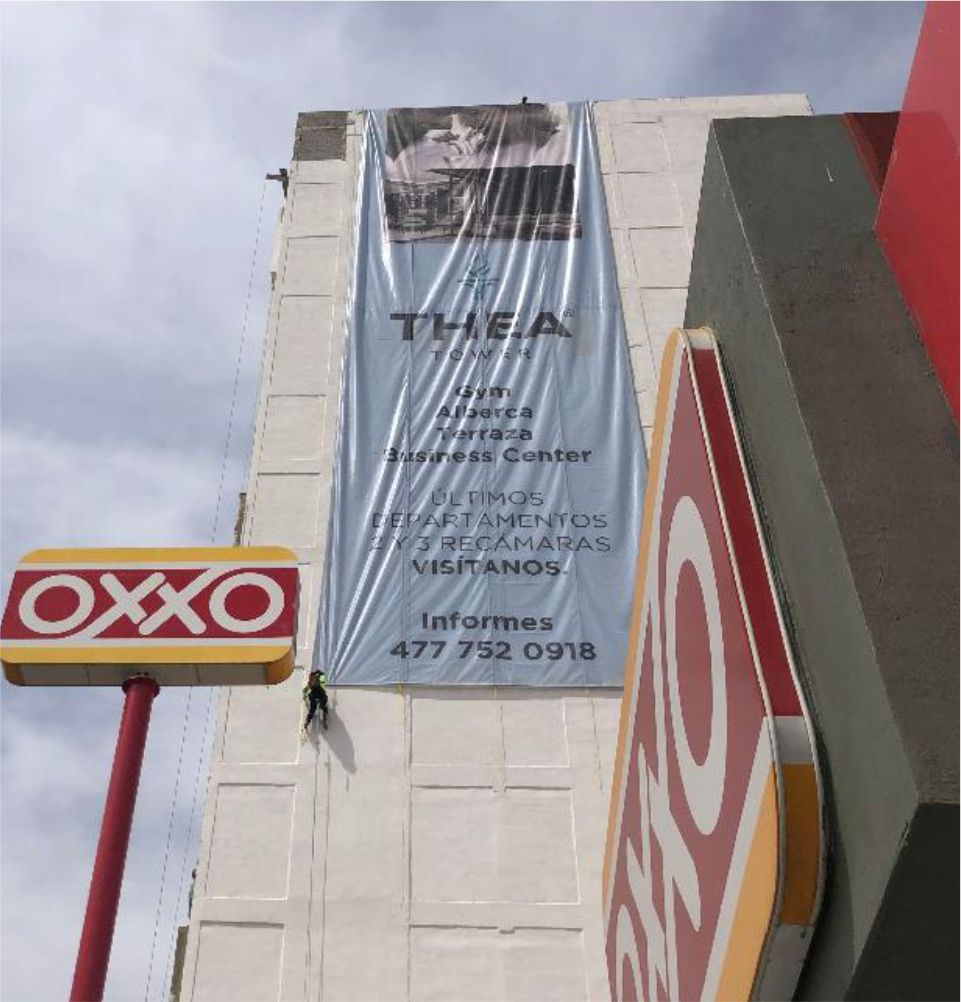 THEA®
TOWER
Gym
Alberca
Terraza
Business Center
ÚLTIMOS
DEPARTAMENTOS
2 Y 3 RECÁMARAS
VISÍTANOS.
Informes
477 752 0918
OXXO
OXXO